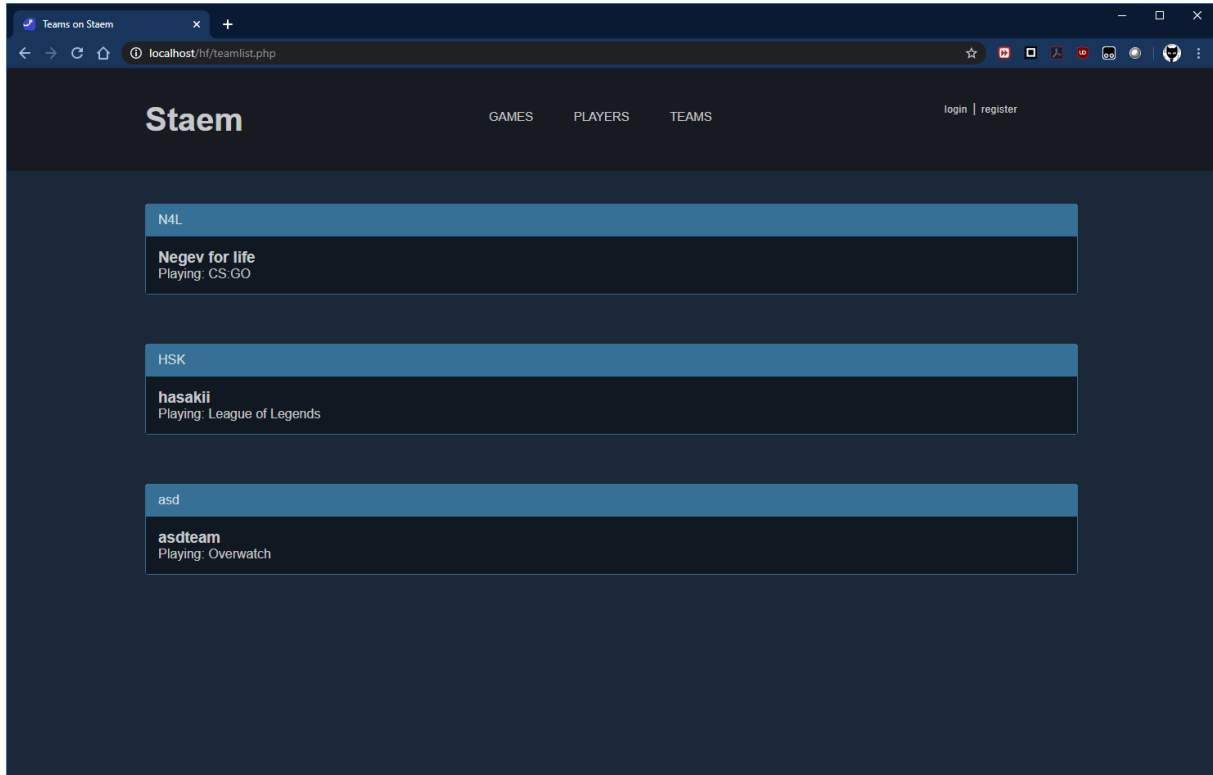 Teams on Staem
localhost/hf/teamlist.php
Staem
GAMES PLAYERS TEAMS
login | register
N4L
Negev for life
Playing: CS:GO
HSK
hasakii
Playing: League of Legends
asd
asdteam
Playing: Overwatch